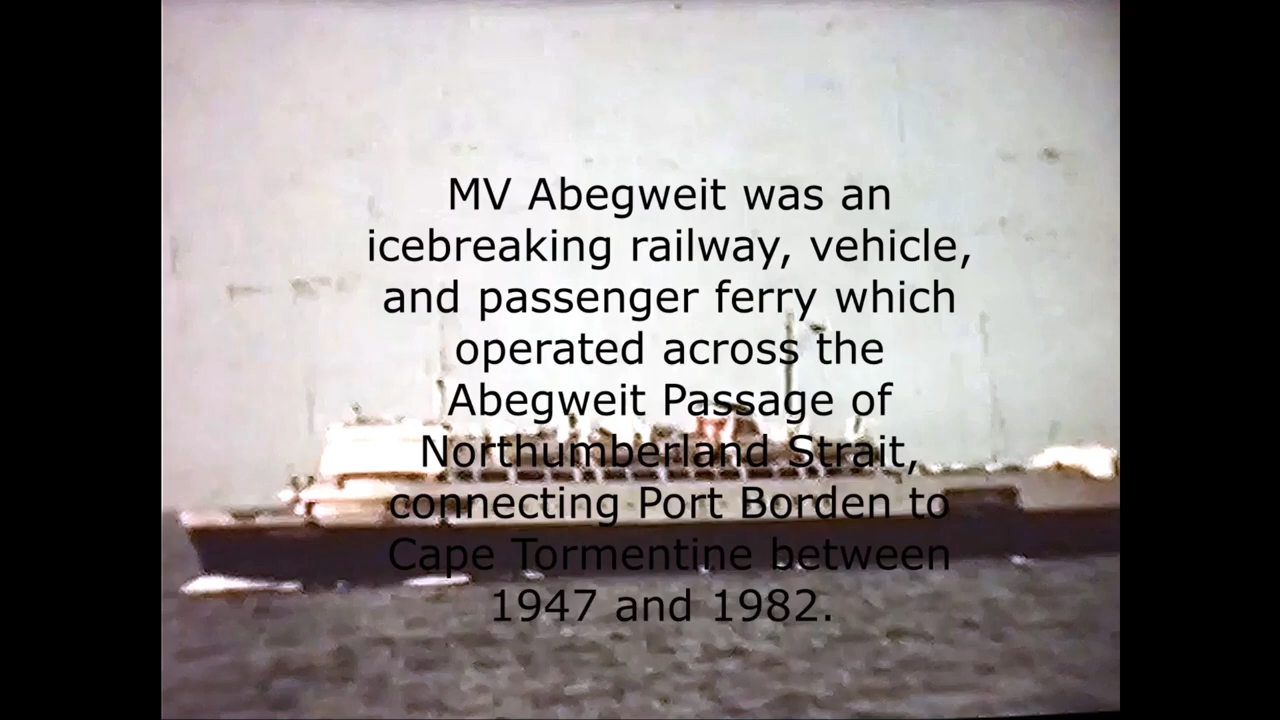 MV Abegweit was an
icebreaking railway, vehicle,
and passenger ferry which
operated across the
Abegweit Passage of
Northumberland Strait,
connecting Port Borden to
Cape Tormentine between
1947 and 1982.